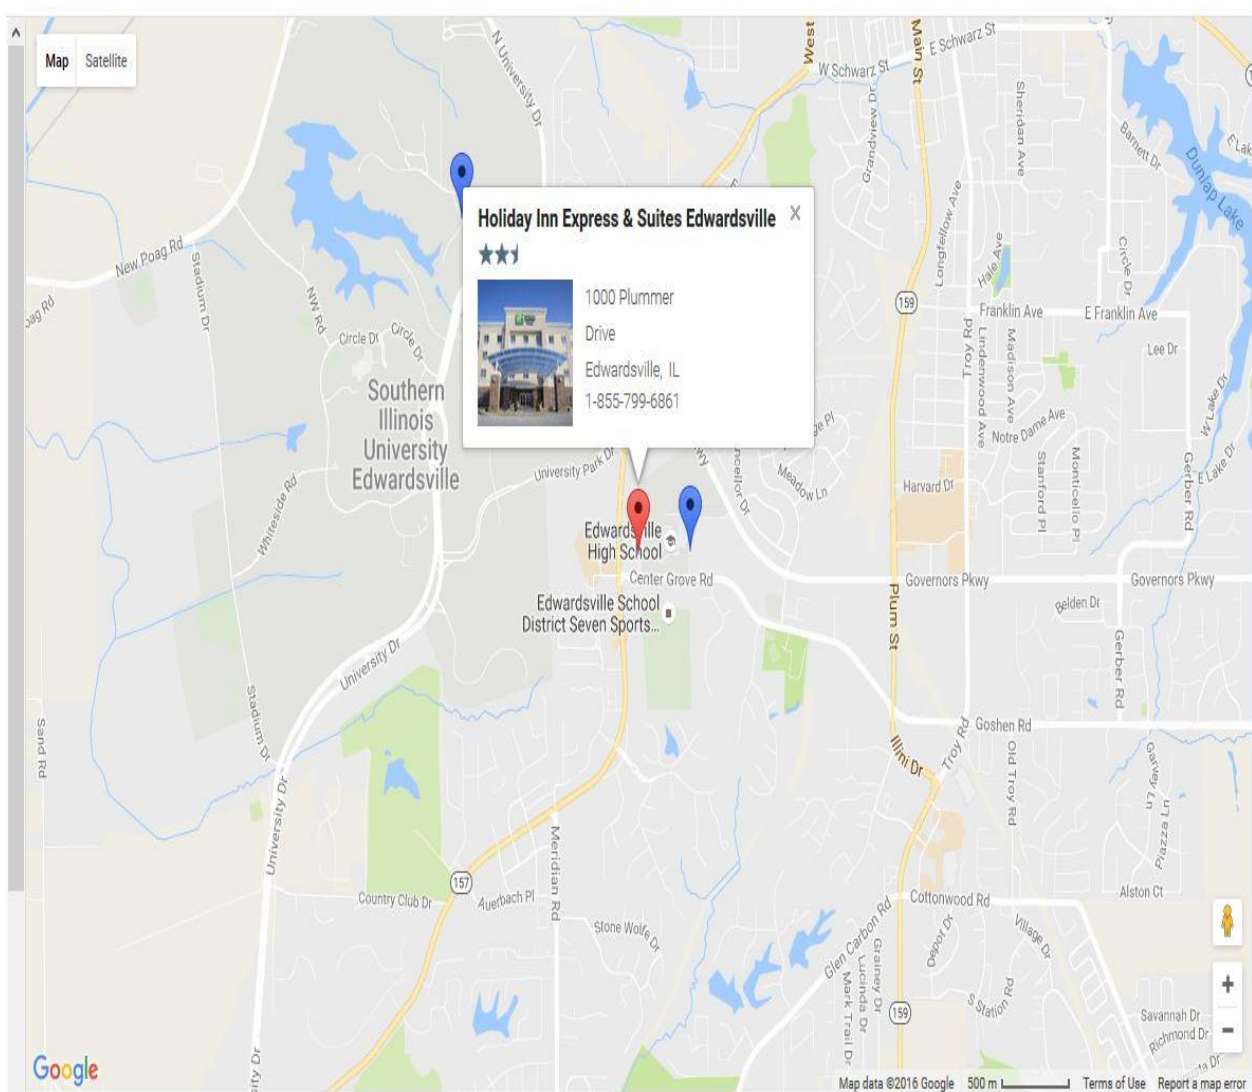 Map
Satellite
N University Dr
West
W Schwarz St
Main St
E Schwarz St
Sheridan Ave
Grandview Dr
Barnett Dr
Dunlap Lake
Holiday Inn Express & Suites Edwardsville
1000 Plummer
Drive
Edwardsville, IL
1-855-799-6861
New Poag Rd
Stadium Dr
NW Rd
Circle Dr
Circle Dr
Longfellow Ave
Hale Ave
Circle Dr
159
Franklin Ave
E Franklin Ave
Troy Rd
Lindenwood Ave
Madison Ave
Lee Dr
Southern
Illinois
University
Edwardsville
Notre Dame Ave
W Lake Dr
E Lake Dr
University Park Dr
Meadow Ln
Harvard Dr
Stanford Pl
Monticello Pl
Gerber Rd
Whiteside Rd
Edwardsville
High School
Center Grove Rd
Governors Pkwy
Governors Pkwy
Edwardsville School
District Seven Sports...
Plum St
Belden Dr
Gerber Rd
University Dr
Stadium Dr
Sand Rd
Goshen Rd
Illini Dr
Troy Rd
Old Troy Rd
Garvey Ln
Piazza Ln
University Dr
Meridian Rd
157
Country Club Dr
Auerbach Pl
Stone Wolfe Dr
Cottonwood Rd
Alston Ct
Glen Carbon Rd
Grainey Dr
Lucinda Dr
Mark Trail Dr
Depot Dr
Village Dr
S Station Rd
159
Savannah Dr
Richmond Dr
Google
Map data ©2016 Google
500 m
Terms of Use
Report a map error